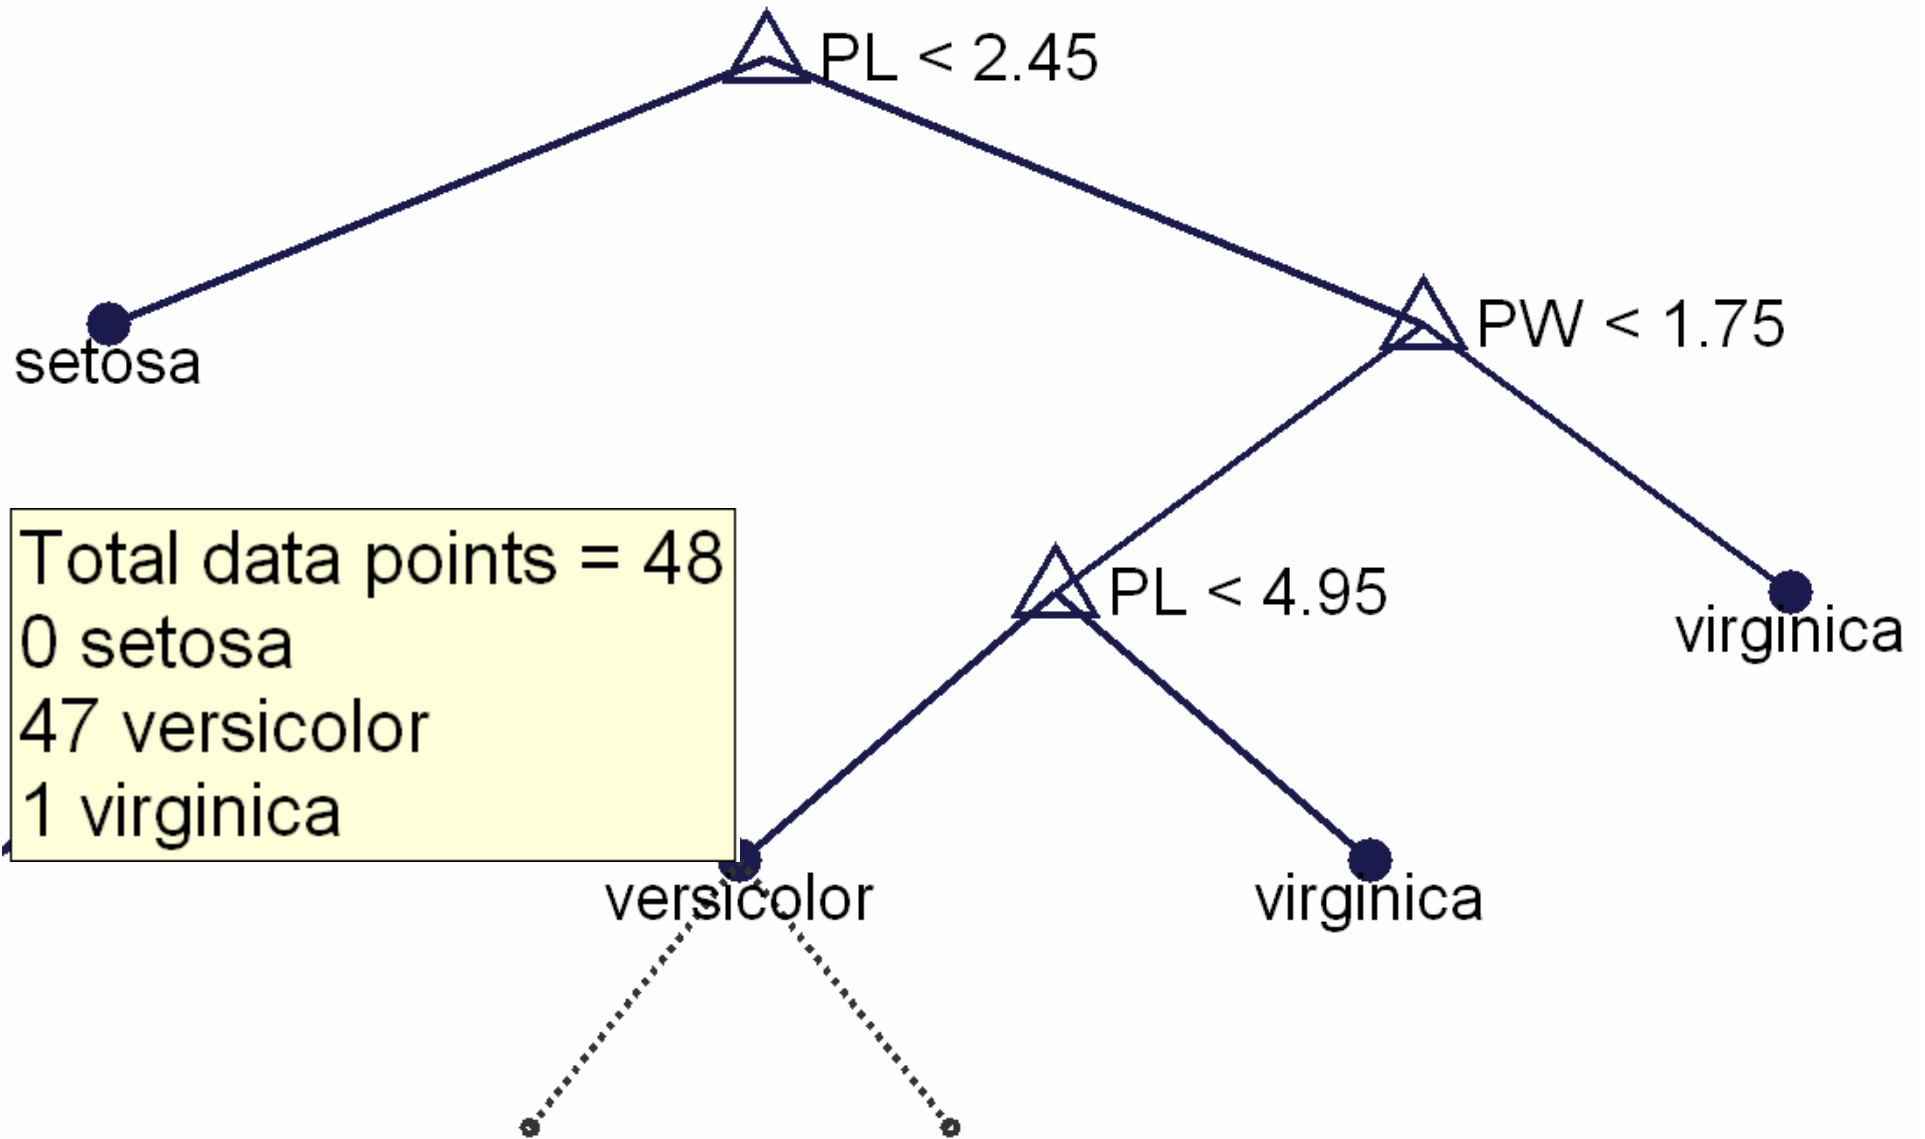 PL < 2.45
PW < 1.75
setosa
Total data points = 48
0 setosa
47 versicolor
1 virginica
PL < 4.95
virginica
versicolor
virginica